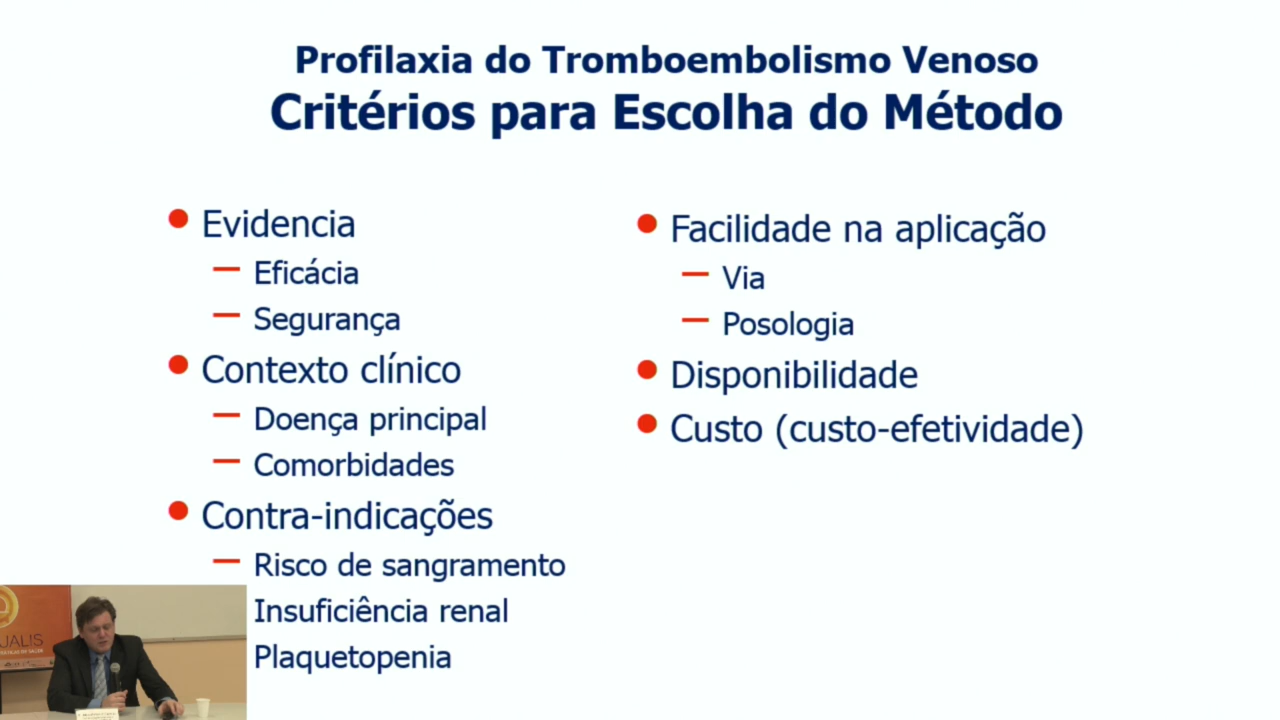 Profilaxia do Tromboembolismo Venoso
Critérios para Escolha do Método
Evidencia
Eficácia
Segurança
Contexto clínico
Doença principal
Comorbidades
Contra-indicações
Risco de sangramento
Insuficiência renal
Plaquetopenia
Facilidade na aplicação
Via
Posologia
Disponibilidade
Custo (custo-efetividade)
UALIS